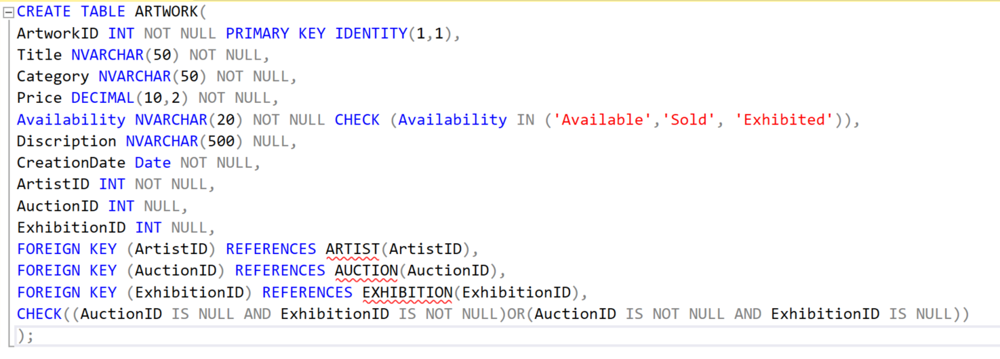 CREATE TABLE ARTWORK(
ArtworkID INT NOT NULL PRIMARY KEY IDENTITY(1,1),
Title NVARCHAR(50) NOT NULL,
Category NVARCHAR(50) NOT NULL,
Price DECIMAL(10,2) NOT NULL,
Availability NVARCHAR(20) NOT NULL CHECK (Availability IN ('Available','Sold', 'Exhibited')),
Discription NVARCHAR(500) NULL,
CreationDate Date NOT NULL,
ArtistID INT NOT NULL,
AuctionID INT NULL,
ExhibitionID INT NULL,
FOREIGN KEY (ArtistID) REFERENCES ARTIST(ArtistID),
FOREIGN KEY (AuctionID) REFERENCES AUCTION(AuctionID),
FOREIGN KEY (ExhibitionID) REFERENCES EXHIBITION(ExhibitionID),
CHECK((AuctionID IS NULL AND ExhibitionID IS NOT NULL)OR(AuctionID IS NOT NULL AND ExhibitionID IS NULL))
);